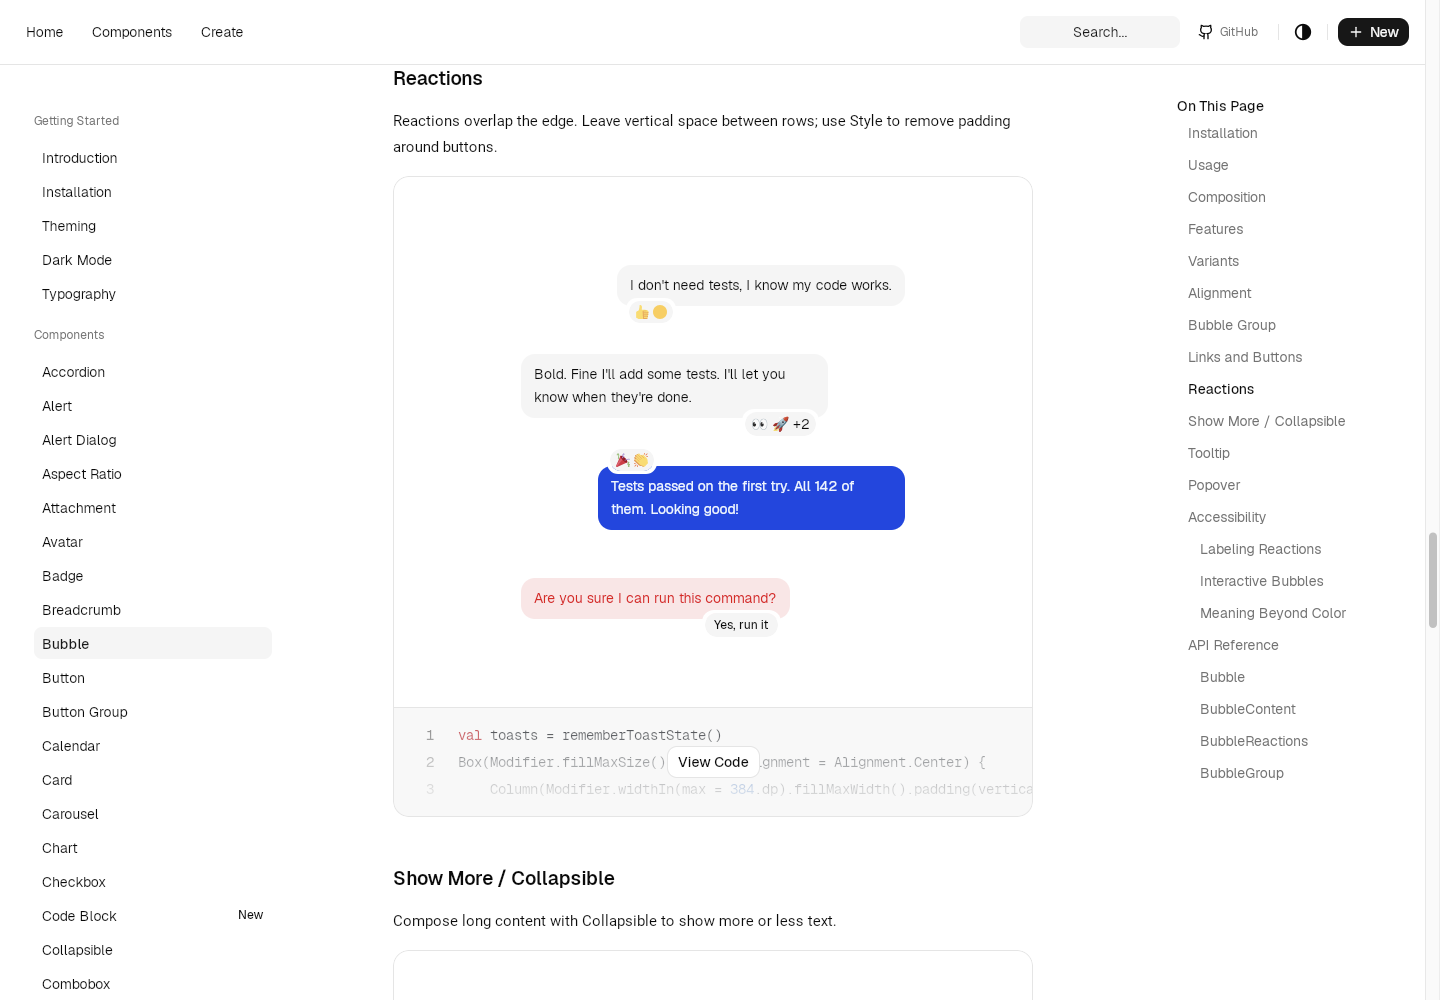 Home Components Create Search... GitHub New
Getting Started
Introduction
Installation
Theming
Dark Mode
Typography
Components
Accordion
Alert
Alert Dialog
Aspect Ratio
Attachment
Avatar
Badge
Breadcrumb
Bubble
Button
Button Group
Calendar
Card
Carousel
Chart
Checkbox
Code Block New
Collapsible
Combobox
Reactions
Reactions overlap the edge. Leave vertical space between rows; use Style to remove padding
around buttons.
I don't need tests, I know my code works.
👍
Bold. Fine I'll add some tests. I'll let you
know when they're done.
👀 🚀 +2
🎉 👏
Tests passed on the first try. All 142 of
them. Looking good!
Are you sure I can run this command?
Yes, run it
1 val toasts = rememberToastState()
2 Box(Modifier.fillMaxSize() = Alignment.Center) {
View Code
3 Column(Modifier.widthIn(max = 384.dp).fillMaxWidth().padding(vertica
Show More / Collapsible
Compose long content with Collapsible to show more or less text.
On This Page
Installation
Usage
Composition
Features
Variants
Alignment
Bubble Group
Links and Buttons
Reactions
Show More / Collapsible
Tooltip
Popover
Accessibility
Labeling Reactions
Interactive Bubbles
Meaning Beyond Color
API Reference
Bubble
BubbleContent
BubbleReactions
BubbleGroup